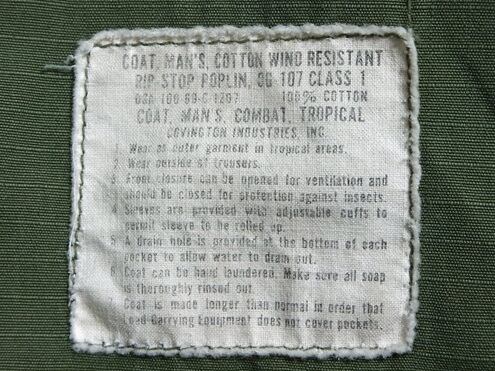 COAT, MAN'S, COTTON WIND RESISTANT
RIP STOP POPLIN, OG 107 CLASS 1
DSA 100 69-C-1207 100% COTTON
COAT, MAN'S, COMBAT, TROPICAL
COVINGTON INDUSTRIES, INC.
1 Wear as outer garment in tropical areas.
2 Wear outside of trousers.
3 Front closure can be opened for ventilation and
should be closed for protection against insects.
4 Sleeves are provided with adjustable cuffs to
permit sleeve to be rolled up.
5 A drain hole is provided at the bottom of each
pocket to allow water to drain out.
6 Coat can be hand laundered. Make sure all soap
is thoroughly rinsed out.
7 Coat is made longer than normal in order that
Load Carrying Equipment does not cover pockets.